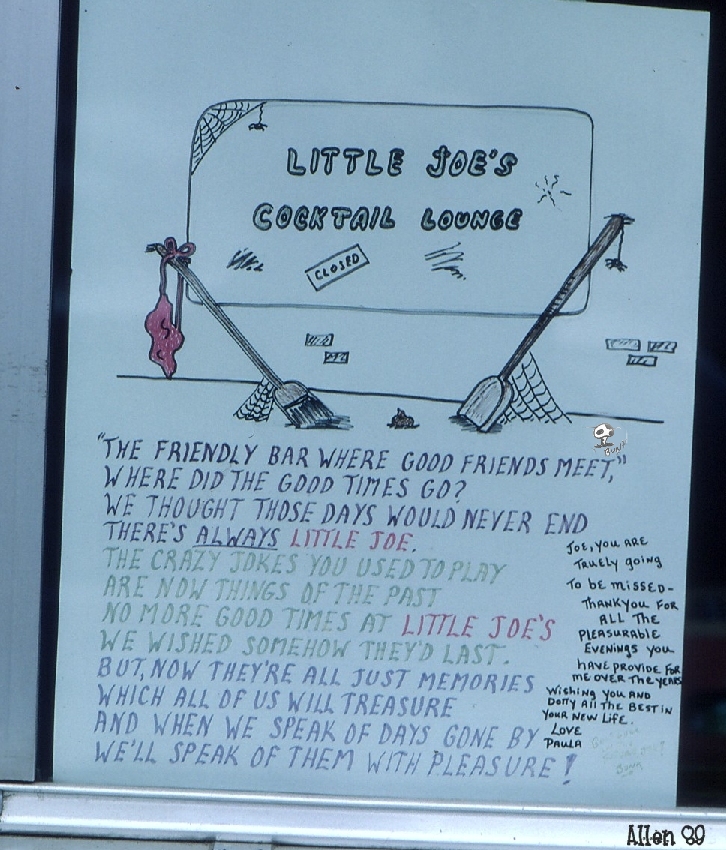 LITTLE JOE'S
COCKTAIL LOUNGE
CLOSED
"THE FRIENDLY BAR WHERE GOOD FRIENDS MEET,"
WHERE DID THE GOOD TIMES GO?
WE THOUGHT THOSE DAYS WOULD NEVER END
THERE'S ALWAYS LITTLE JOE.
THE CRAZY JOKES YOU USED TO PLAY
ARE NOW THINGS OF THE PAST
NO MORE GOOD TIMES AT LITTLE JOE'S
WE WISHED SOMEHOW THEY'D LAST.
BUT, NOW THEY'RE ALL JUST MEMORIES
WHICH ALL OF US WILL TREASURE
AND WHEN WE SPEAK OF DAYS GONE BY
WE'LL SPEAK OF THEM WITH PLEASURE!
JOE, YOU ARE
TRUELY going
TO be missed-
THANKYOU FOR
ALL THE
PLEASURABLE
EVENINGS YOU
HAVE PROVIDE FOR
ME OVER THE YEARS
WISHING YOU AND
DOTTY ALL THE BEST IN
YOUR NEW LIFE.
LOVE
PAULA
Allen 89